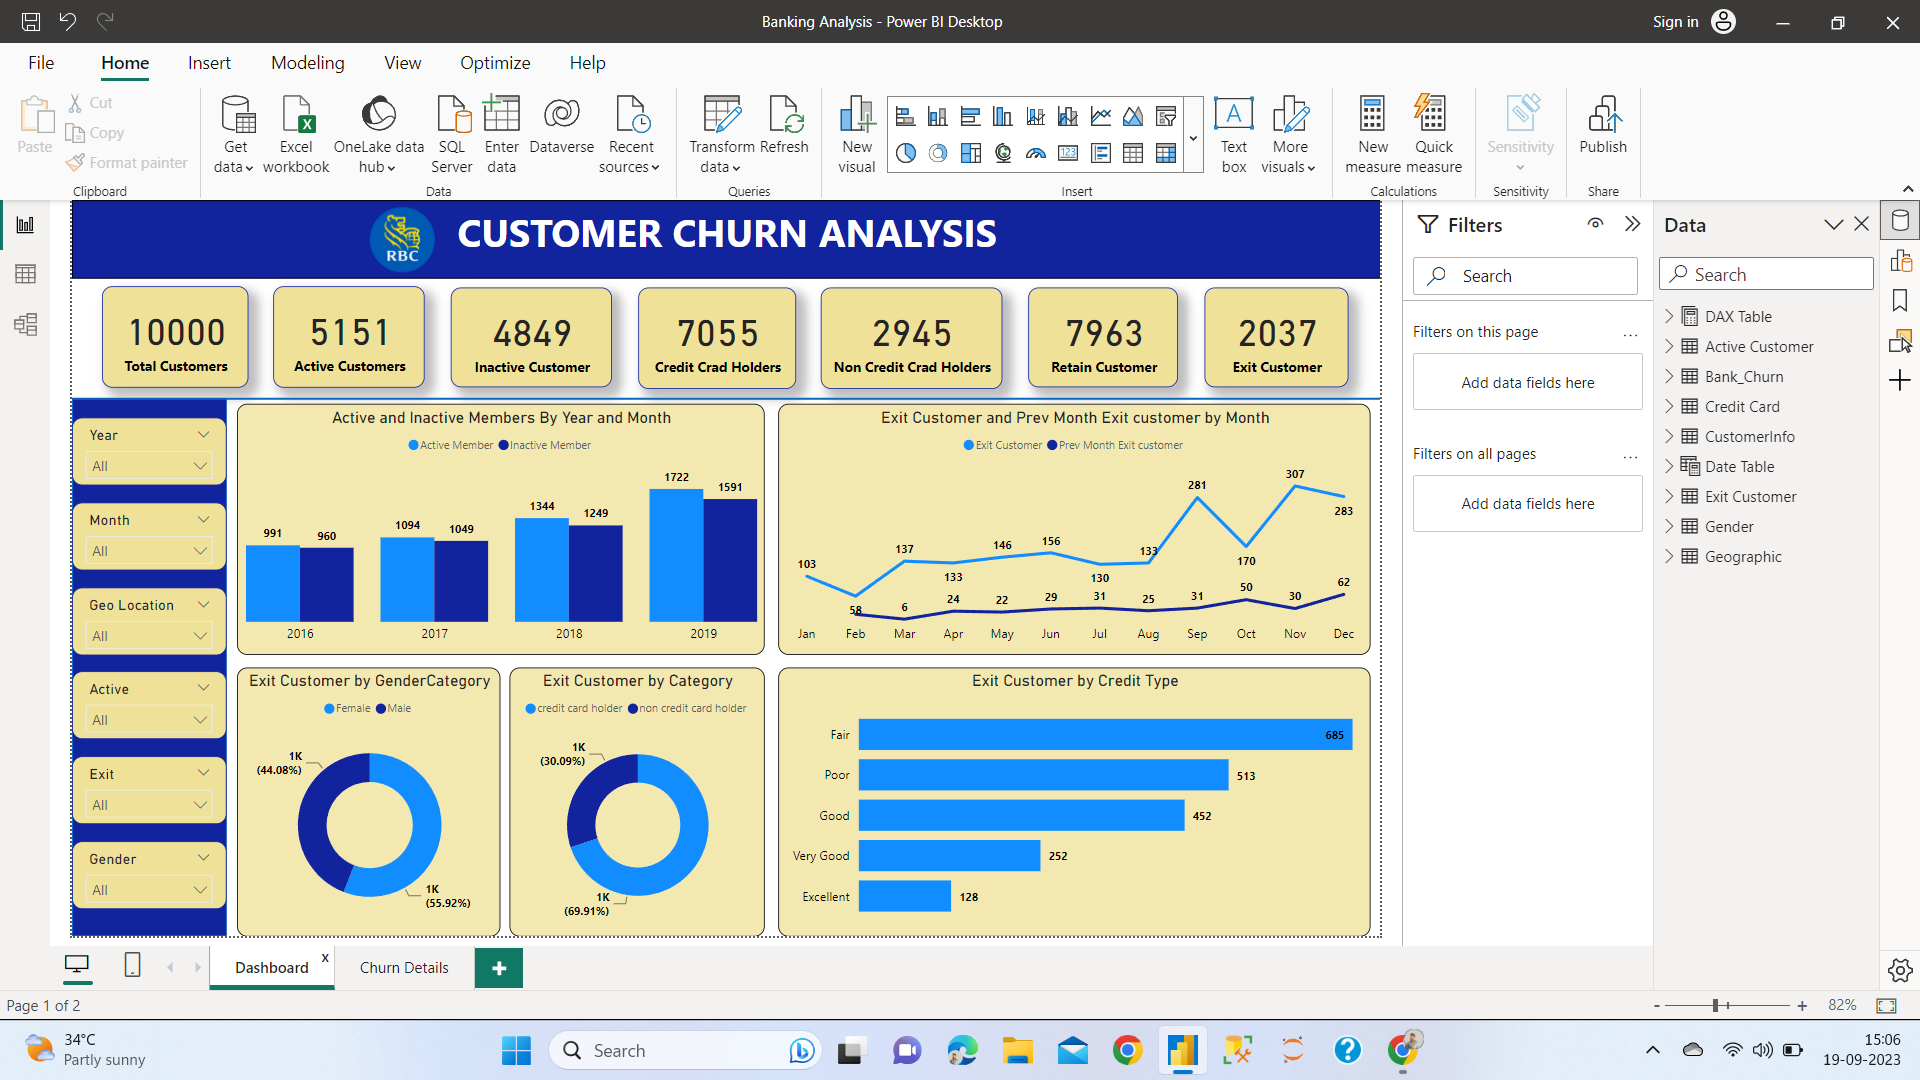 Banking Analysis - Power BI Desktop
Sign in
File Home Insert Modeling View Optimize Help
Paste
Cut
Copy
Format painter
Clipboard
Get data
Excel workbook
OneLake data hub
SQL Server
Enter data
Dataverse
Recent sources
Data
Transform data
Refresh
Queries
New visual
Insert
Text box
More visuals
New measure
Quick measure
Calculations
Sensitivity
Sensitivity
Publish
Share
RBC
CUSTOMER CHURN ANALYSIS
10000
Total Customers
5151
Active Customers
4849
Inactive Customer
7055
Credit Crad Holders
2945
Non Credit Crad Holders
7963
Retain Customer
2037
Exit Customer
Year
All
Month
All
Geo Location
All
Active
All
Exit
All
Gender
All
Active and Inactive Members By Year and Month
Active Member Inactive Member
991 960 1094 1049 1344 1249 1722 1591
2016 2017 2018 2019
Exit Customer and Prev Month Exit customer by Month
Exit Customer Prev Month Exit customer
103 58 137 133 146 156 130 133 281 170 307 283
6 24 22 29 31 25 31 50 30 62
Jan Feb Mar Apr May Jun Jul Aug Sep Oct Nov Dec
Exit Customer by GenderCategory
Female Male
1K
(44.08%)
1K
(55.92%)
Exit Customer by Category
credit card holder non credit card holder
1K
(30.09%)
1K
(69.91%)
Exit Customer by Credit Type
Fair 685
Poor 513
Good 452
Very Good 252
Excellent 128
Filters
Search
Filters on this page ...
Add data fields here
Filters on all pages ...
Add data fields here
Data
Search
DAX Table
Active Customer
Bank_Churn
Credit Card
CustomerInfo
Date Table
Exit Customer
Gender
Geographic
Dashboard x
Churn Details
+
Page 1 of 2
- + 82%
34°C
Partly sunny
Search
15:06
19-09-2023